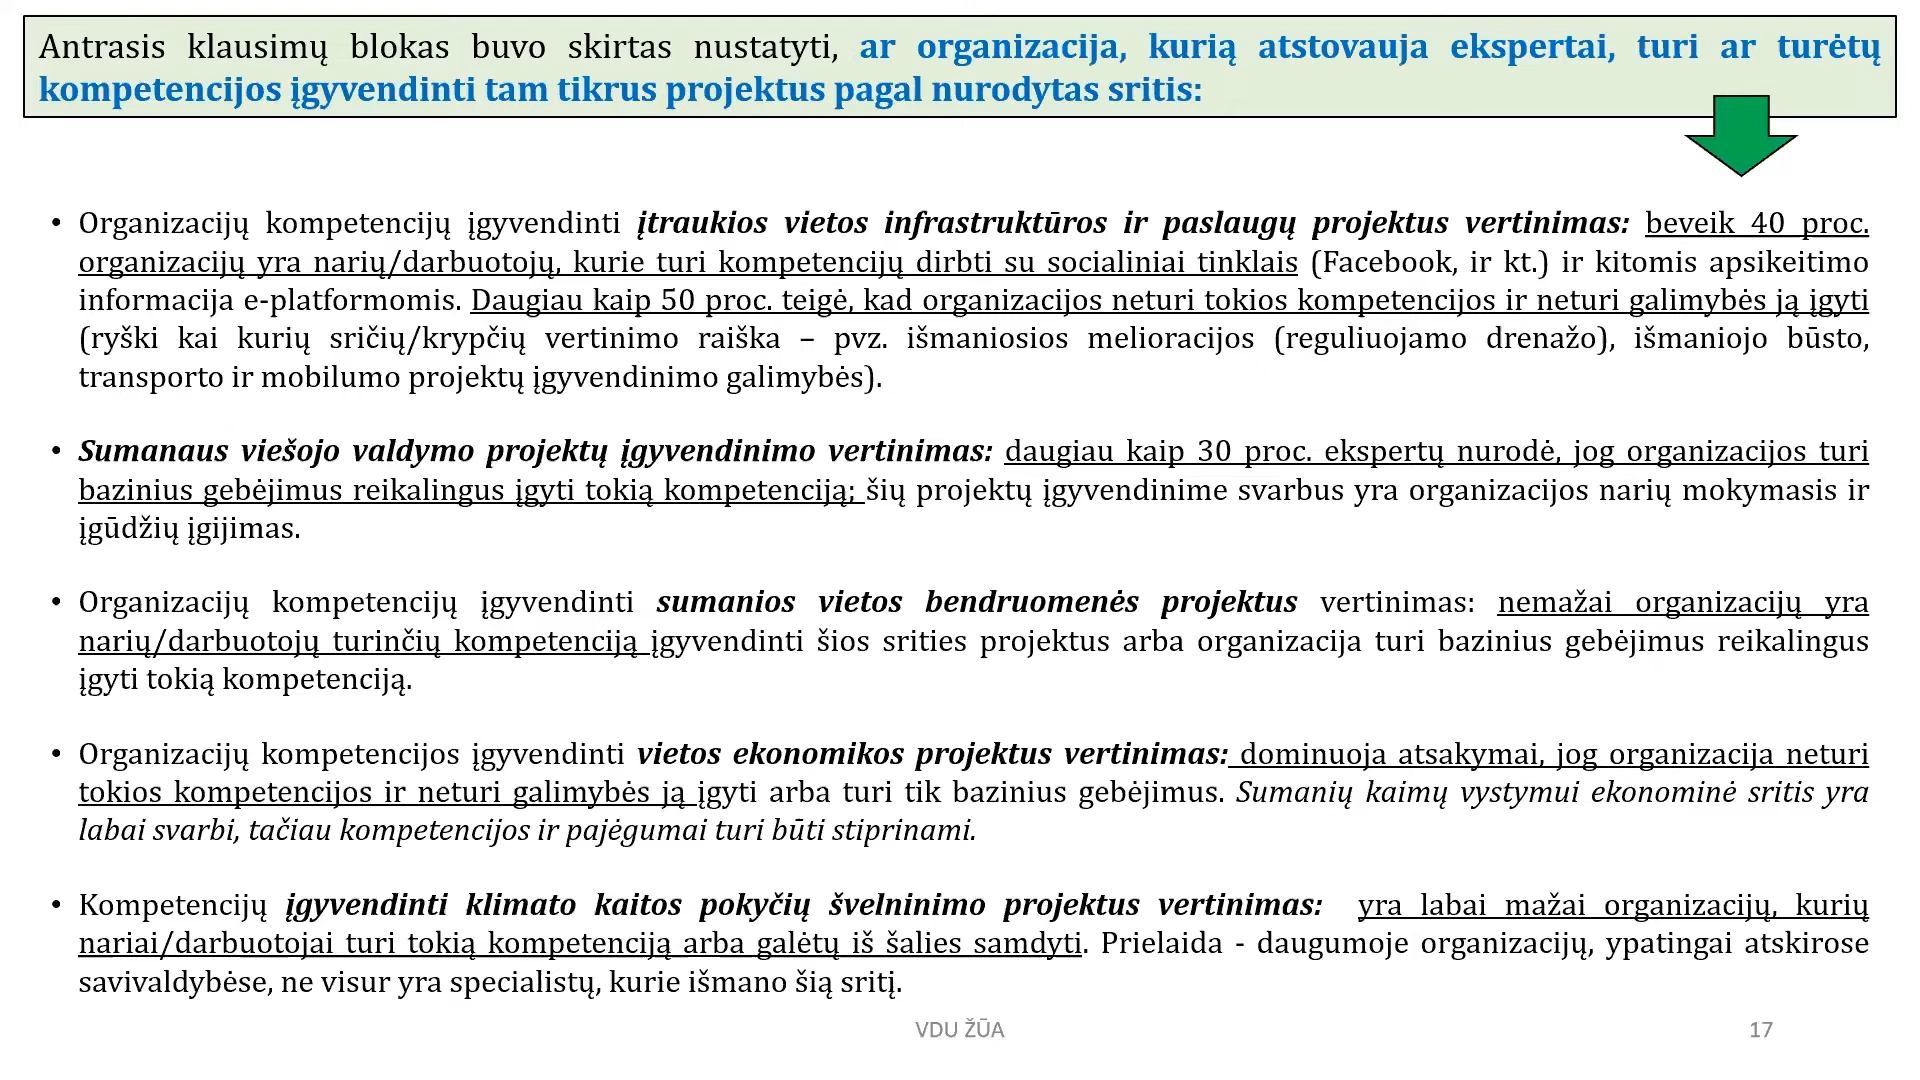 Antrasis klausimų blokas buvo skirtas nustatyti, ar organizacija, kurią atstovauja ekspertai, turi ar turėtų
kompetencijos įgyvendinti tam tikrus projektus pagal nurodytas sritis:
• Organizacijų kompetencijų įgyvendinti įtraukios vietos infrastruktūros ir paslaugų projektus vertinimas: beveik 40 proc.
organizacijų yra narių/darbuotojų, kurie turi kompetencijų dirbti su socialiniai tinklais (Facebook, ir kt.) ir kitomis apsikeitimo
informacija e-platformomis. Daugiau kaip 50 proc. teigė, kad organizacijos neturi tokios kompetencijos ir neturi galimybės ją įgyti
(ryški kai kurių sričių/krypčių vertinimo raiška – pvz. išmaniosios melioracijos (reguliuojamo drenažo), išmaniojo būsto,
transporto ir mobilumo projektų įgyvendinimo galimybės).
• Sumanaus viešojo valdymo projektų įgyvendinimo vertinimas: daugiau kaip 30 proc. ekspertų nurodė, jog organizacijos turi
bazinius gebėjimus reikalingus įgyti tokią kompetenciją; šių projektų įgyvendinime svarbus yra organizacijos narių mokymasis ir
įgūdžių įgijimas.
• Organizacijų kompetencijų įgyvendinti sumanios vietos bendruomenės projektus vertinimas: nemažai organizacijų yra
narių/darbuotojų turinčių kompetenciją įgyvendinti šios srities projektus arba organizacija turi bazinius gebėjimus reikalingus
įgyti tokią kompetenciją.
• Organizacijų kompetencijos įgyvendinti vietos ekonomikos projektus vertinimas: dominuoja atsakymai, jog organizacija neturi
tokios kompetencijos ir neturi galimybės ją įgyti arba turi tik bazinius gebėjimus. Sumanių kaimų vystymui ekonominė sritis yra
labai svarbi, tačiau kompetencijos ir pajėgumai turi būti stiprinami.
• Kompetencijų įgyvendinti klimato kaitos pokyčių švelninimo projektus vertinimas: yra labai mažai organizacijų, kurių
nariai/darbuotojai turi tokią kompetenciją arba galėtų iš šalies samdyti. Prielaida - daugumoje organizacijų, ypatingai atskirose
savivaldybėse, ne visur yra specialistų, kurie išmano šią sritį.
VDU ŽŪA
17